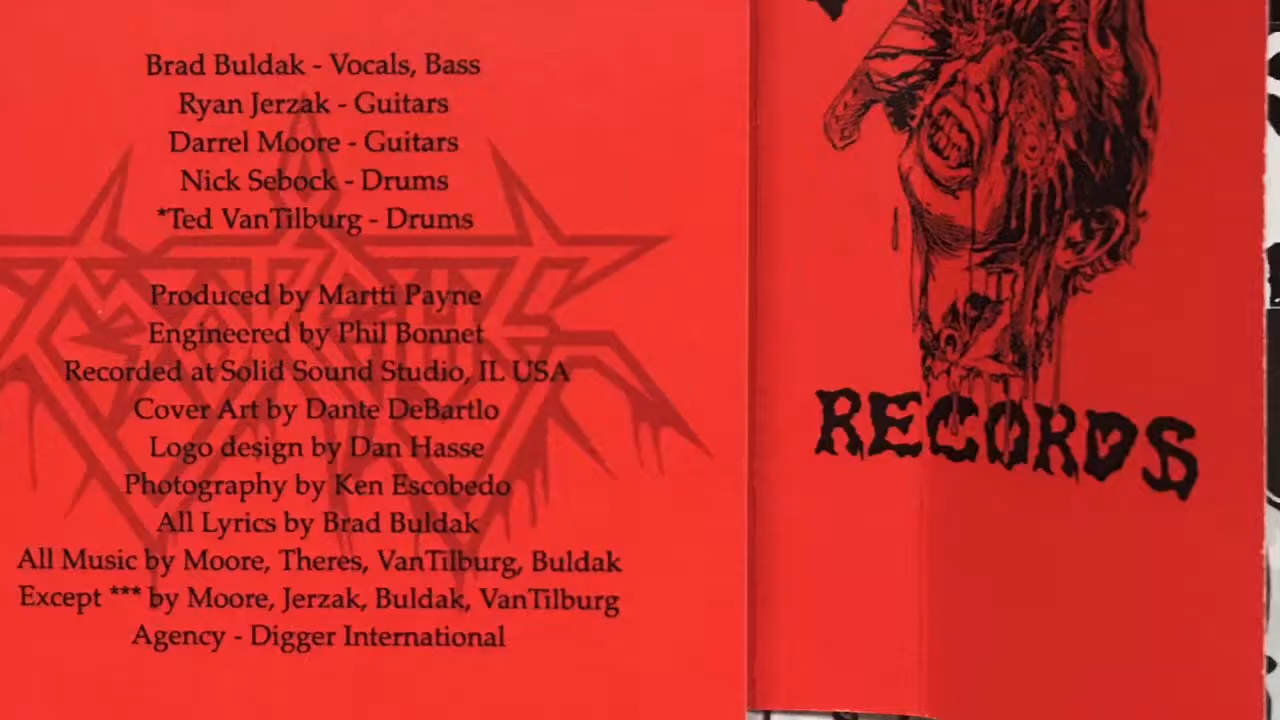 Brad Buldak - Vocals, Bass
Ryan Jerzak - Guitars
Darrel Moore - Guitars
Nick Sebock - Drums
*Ted VanTilburg - Drums
Produced by Martti Payne
Engineered by Phil Bonnet
Recorded at Solid Sound Studio, IL USA
Cover Art by Dante DeBartlo
Logo design by Dan Hasse
Photography by Ken Escobedo
All Lyrics by Brad Buldak
All Music by Moore, Theres, VanTilburg, Buldak
Except *** by Moore, Jerzak, Buldak, VanTilburg
Agency - Digger International
RECORDS